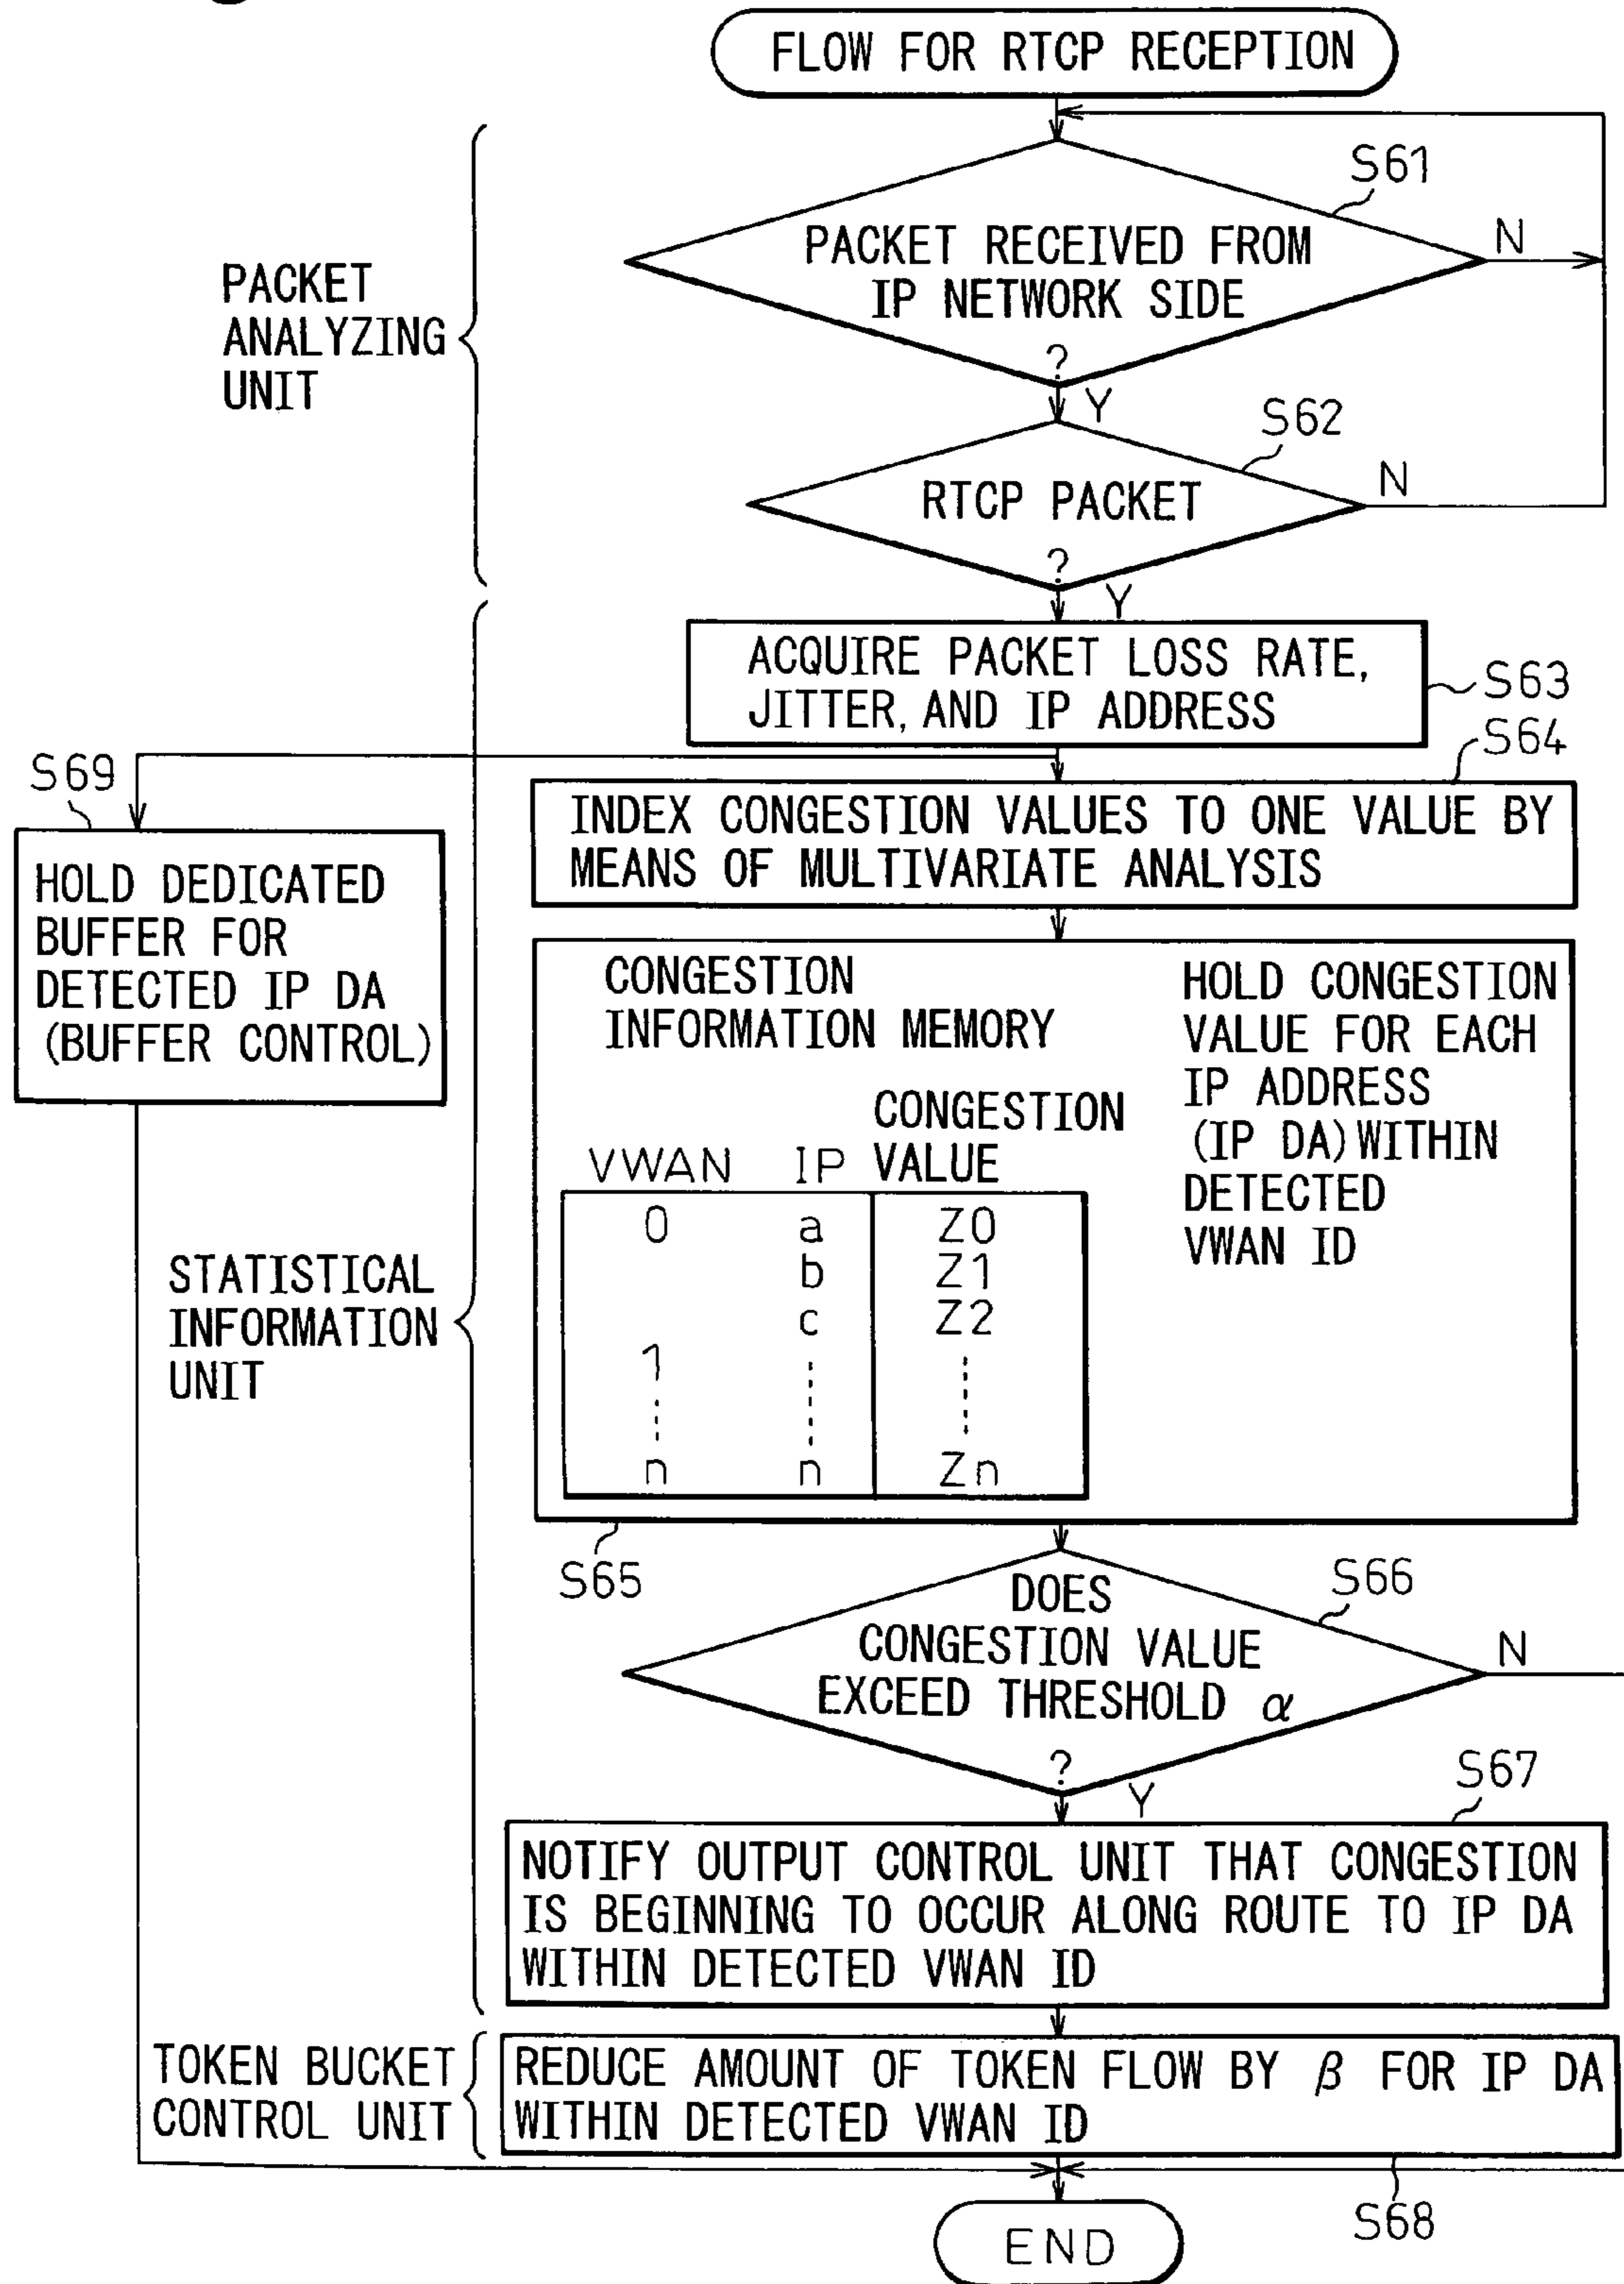 FLOW FOR RTCP RECEPTION
S61
PACKET RECEIVED FROM
IP NETWORK SIDE
?
N
Y
PACKET
ANALYZING
UNIT
S62
RTCP PACKET
?
N
Y
ACQUIRE PACKET LOSS RATE,
JITTER, AND IP ADDRESS
S63
S64
INDEX CONGESTION VALUES TO ONE VALUE BY
MEANS OF MULTIVARIATE ANALYSIS
S69
HOLD DEDICATED
BUFFER FOR
DETECTED IP DA
(BUFFER CONTROL)
CONGESTION
INFORMATION MEMORY
VWAN IP CONGESTION
VALUE
0 a Z0
b Z1
c Z2
1
n n Zn
HOLD CONGESTION
VALUE FOR EACH
IP ADDRESS
(IP DA) WITHIN
DETECTED
VWAN ID
STATISTICAL
INFORMATION
UNIT
S65
S66
DOES
CONGESTION VALUE
EXCEED THRESHOLD α
?
N
Y
S67
NOTIFY OUTPUT CONTROL UNIT THAT CONGESTION
IS BEGINNING TO OCCUR ALONG ROUTE TO IP DA
WITHIN DETECTED VWAN ID
TOKEN BUCKET
CONTROL UNIT
REDUCE AMOUNT OF TOKEN FLOW BY β FOR IP DA
WITHIN DETECTED VWAN ID
S68
END